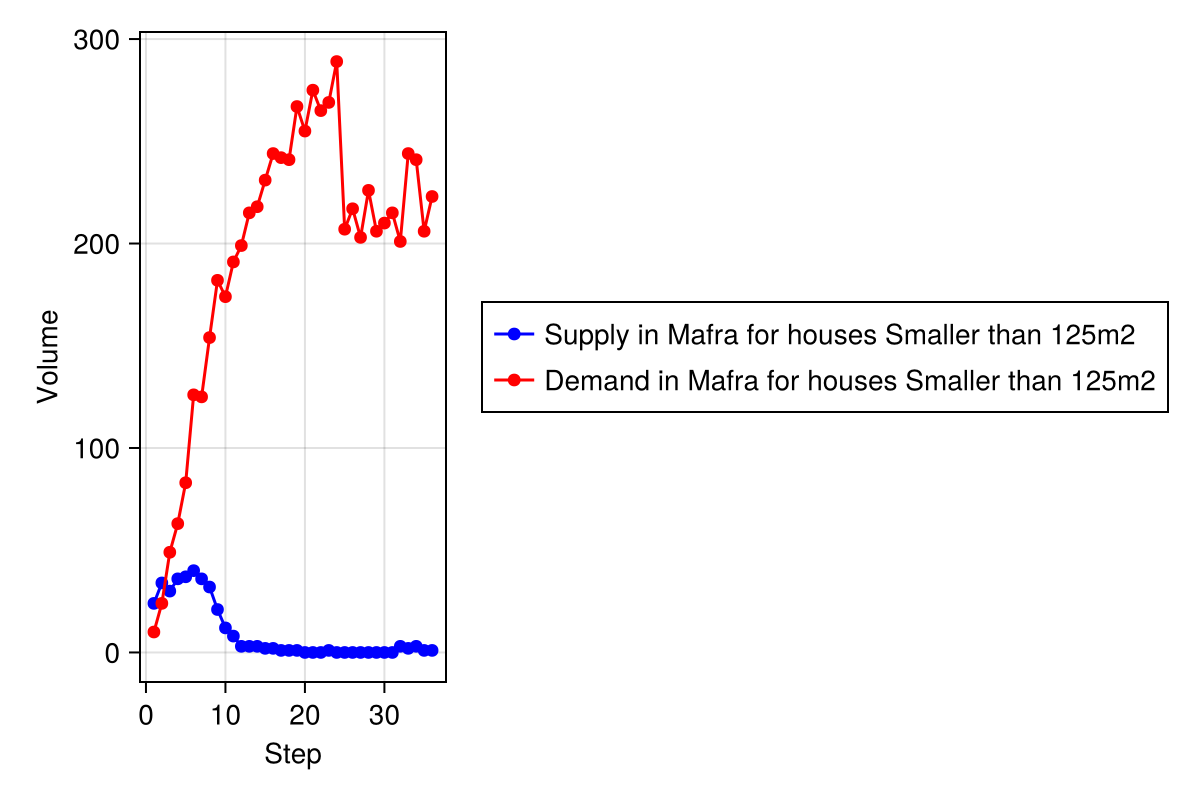 300
200
100
0
Volume
0 10 20 30
Step
Supply in Mafra for houses Smaller than 125m2
Demand in Mafra for houses Smaller than 125m2